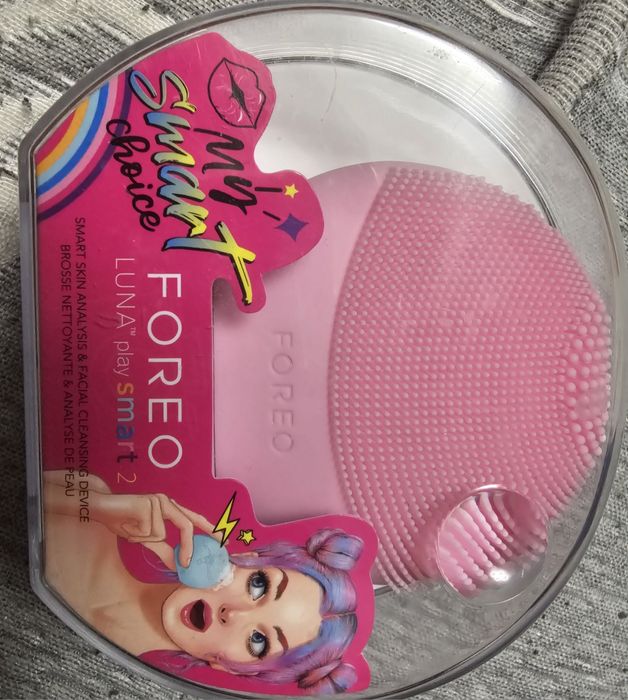 My
smart
choice
FOREO
LUNA™ play smart 2
SMART SKIN ANALYSIS & FACIAL CLEANSING DEVICE
BROSSE NETTOYANTE & ANALYSE DE PEAU
FOREO